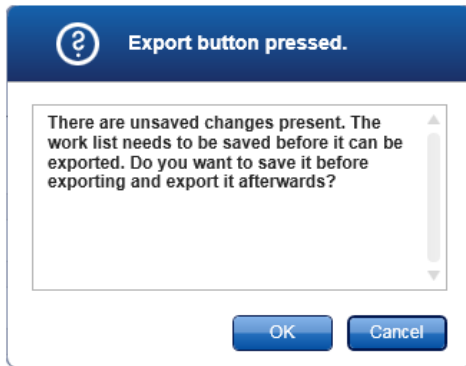 Export button pressed.
There are unsaved changes present. The
work list needs to be saved before it can be
exported. Do you want to save it before
exporting and export it afterwards?
OK
Cancel